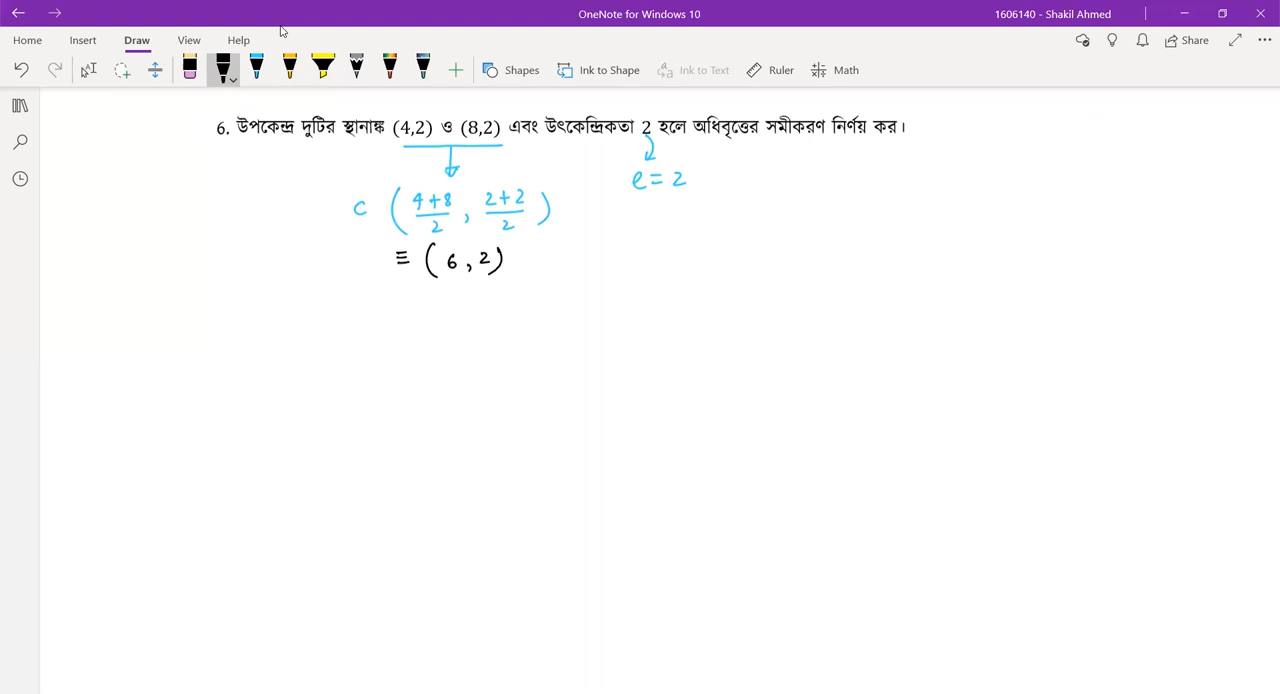 OneNote for Windows 10
1606140 - Shakil Ahmed
Home Insert Draw View Help
Share
Shapes Ink to Shape Ink to Text Ruler Math
6. উপকেন্দ্র দুটির স্থানাঙ্ক (4,2) ও (8,2) এবং উৎকেন্দ্রিকতা 2 হলে অধিবৃত্তের সমীকরণ নির্ণয় কর।
e = 2
C ( 4+8/2 , 2+2/2 )
≡ ( 6 , 2 )